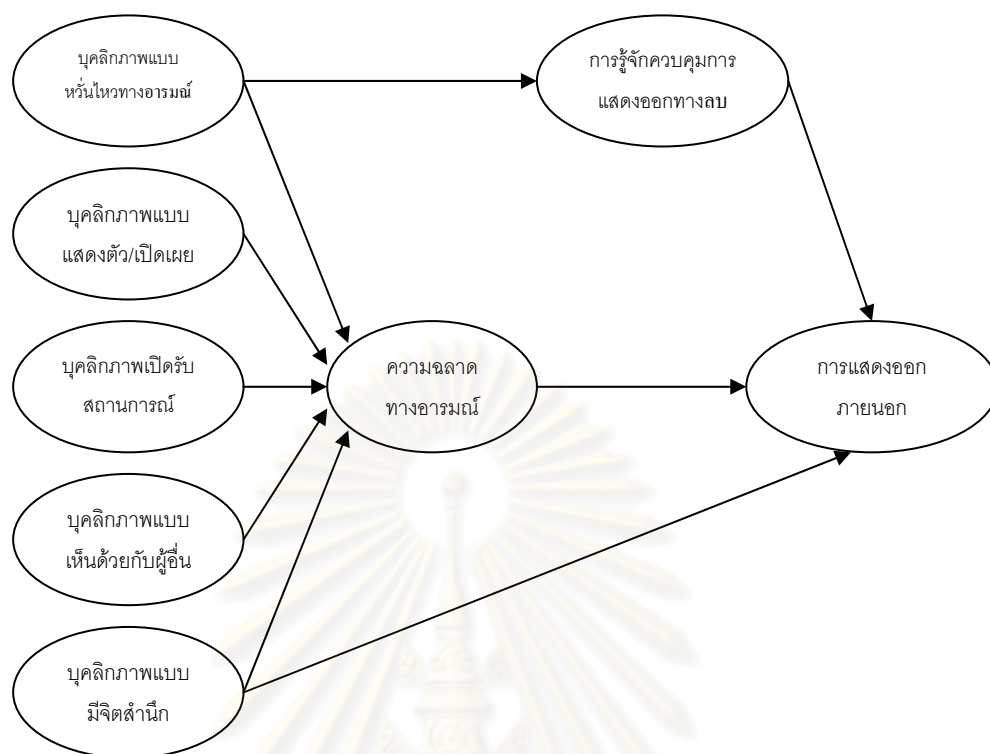 บุคลิกภาพแบบ
หวั่นไหวทางอารมณ์
การรู้จักควบคุมการ
แสดงออกทางลบ
บุคลิกภาพแบบ
แสดงตัว/เปิดเผย
บุคลิกภาพเปิดรับ
สถานการณ์
ความฉลาด
ทางอารมณ์
การแสดงออก
ภายนอก
บุคลิกภาพแบบ
เห็นด้วยกับผู้อื่น
บุคลิกภาพแบบ
มีจิตสำนึก